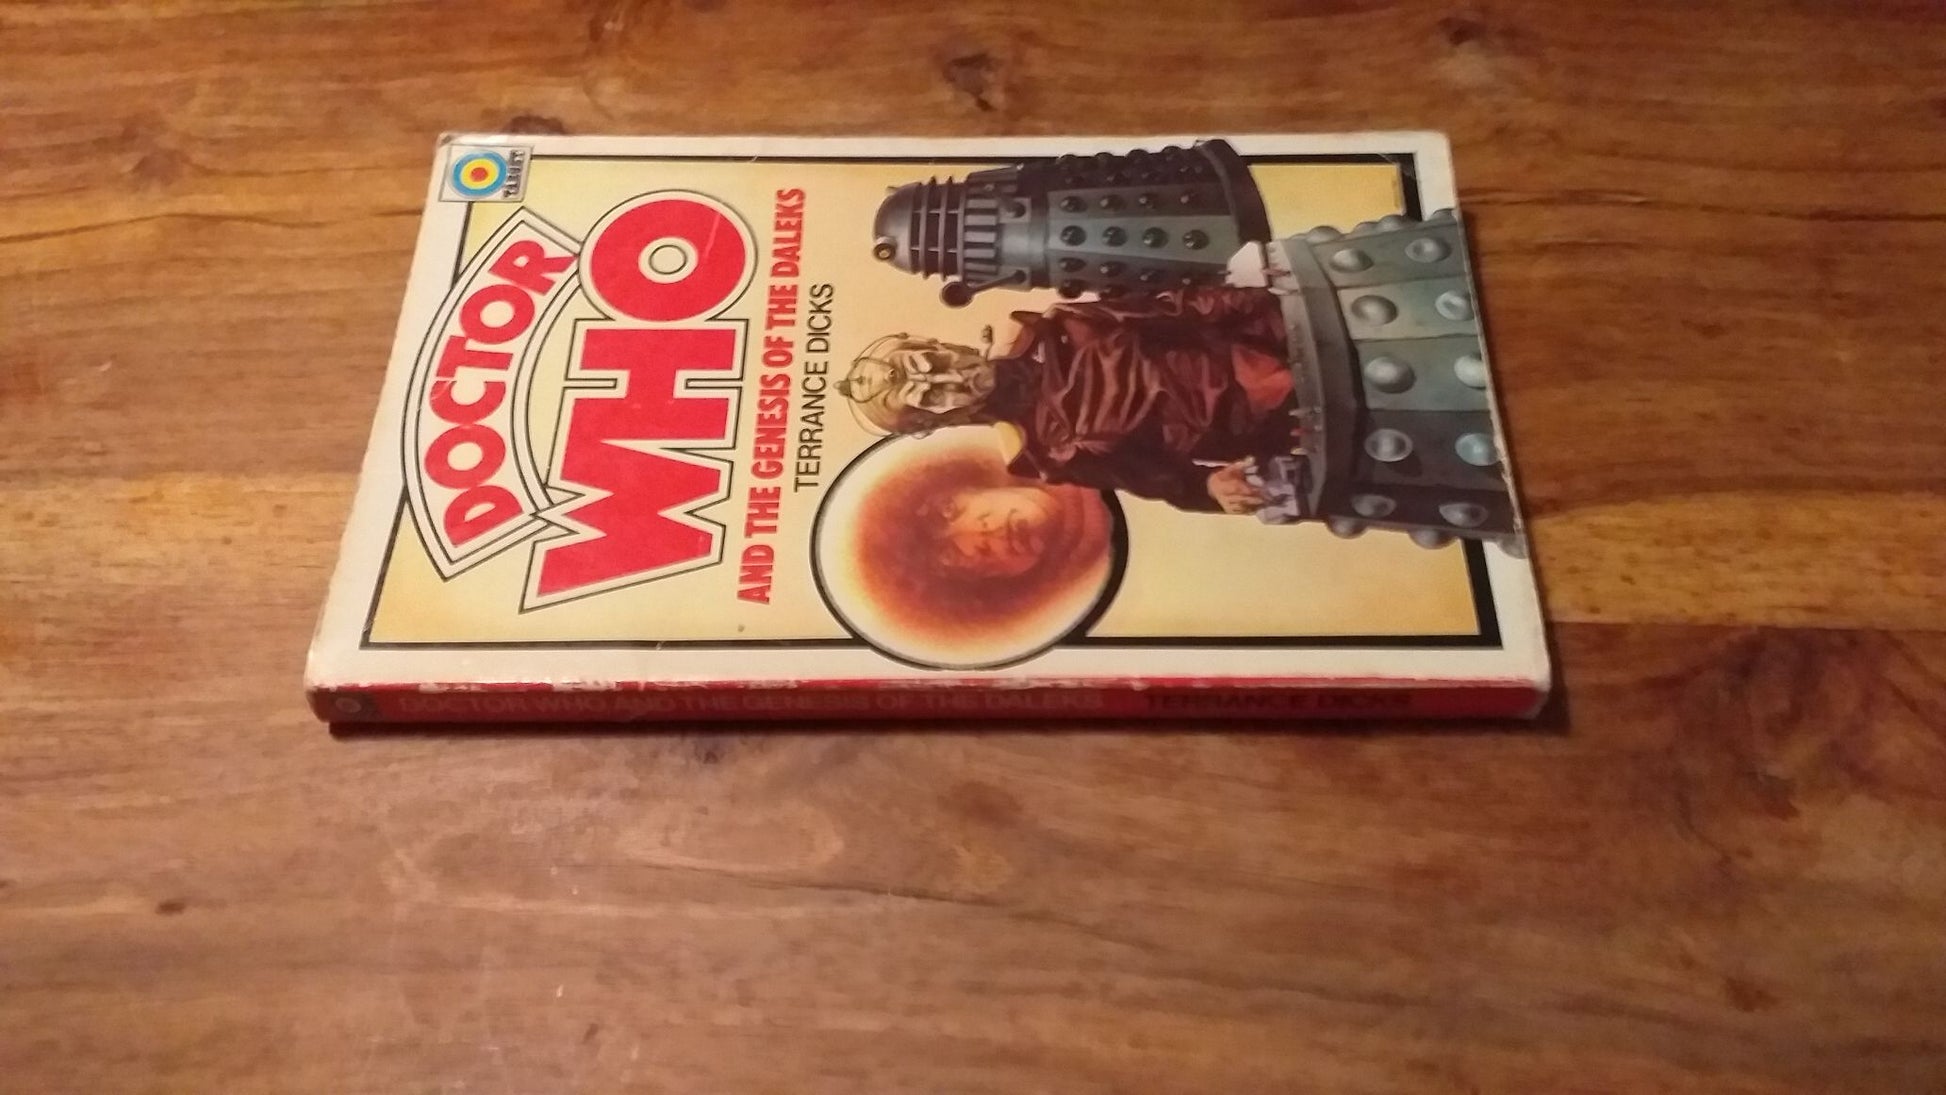 TARGET
DOCTOR
WHO
AND THE GENESIS OF THE DALEKS
TERRANCE DICKS
DOCTOR WHO AND THE GENESIS OF THE DALEKS TERRANCE DICKS